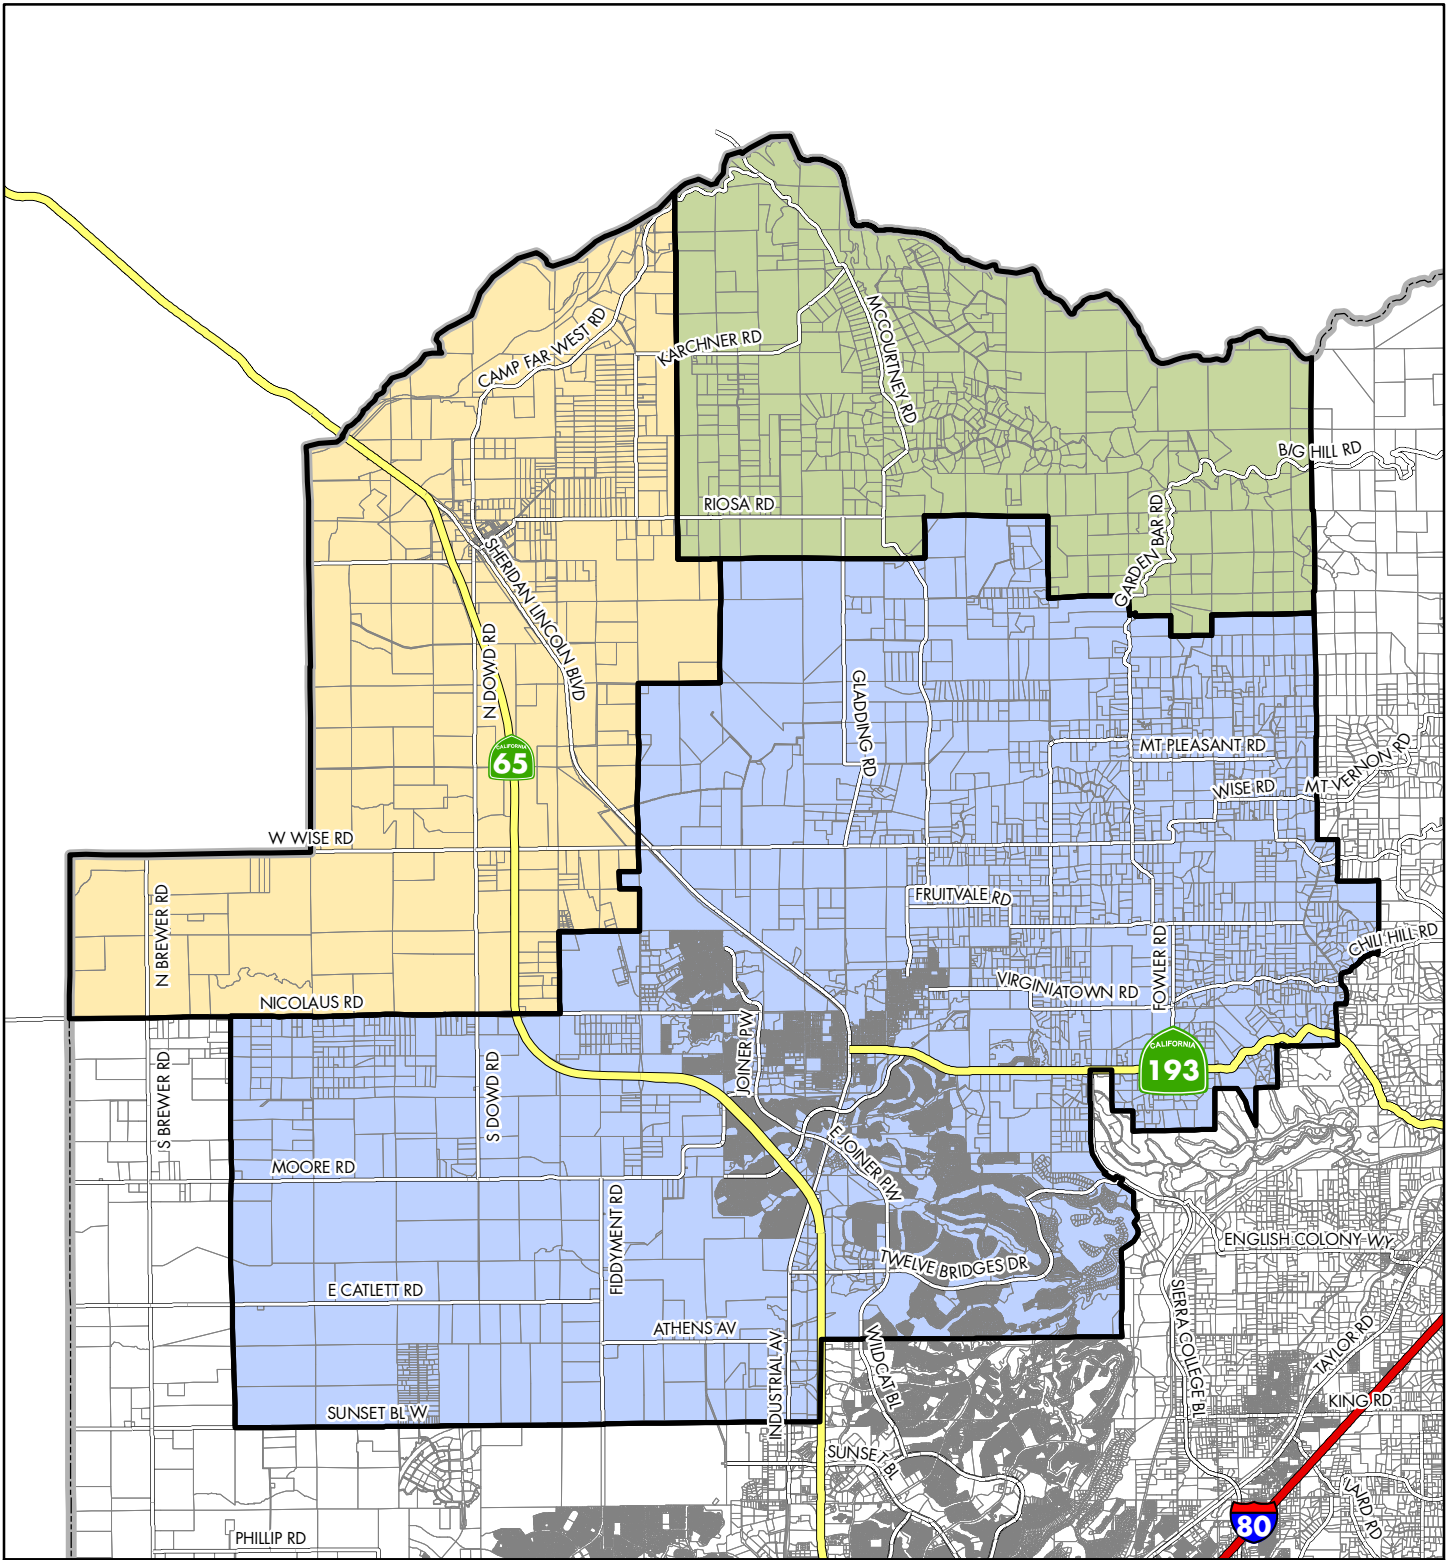 CAMP FAR WEST RD
KARCHNER RD
MCCOURTNEY RD
BIG HILL RD
RIOSA RD
GARDEN BAR RD
SHERIDAN LINCOLN BLVD
N DOWD RD
GLADDING RD
CALIFORNIA
65
MT PLEASANT RD
WISE RD
MT VERNON RD
W WISE RD
N BREWER RD
FRUITVALE RD
FOWLER RD
CHILI HILL RD
VIRGINIATOWN RD
NICOLAUS RD
JOINER PW
S BREWER RD
S DOWD RD
CALIFORNIA
193
E JOINER PW
MOORE RD
FIDDYMENT RD
ENGLISH COLONY WY
TWELVE BRIDGES DR
E CATLETT RD
ATHENS AV
INDUSTRIAL AV
WILDCAT BL
SIERRA COLLEGE BL
TAYLOR RD
KING RD
SUNSET BL W
SUNSET BL
LAIRD RD
80
PHILLIP RD